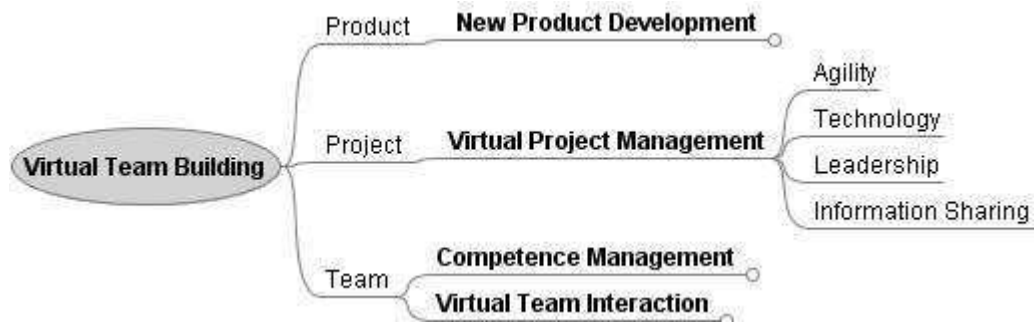 Virtual Team Building
Product
New Product Development
Project
Virtual Project Management
Agility
Technology
Leadership
Information Sharing
Team
Competence Management
Virtual Team Interaction